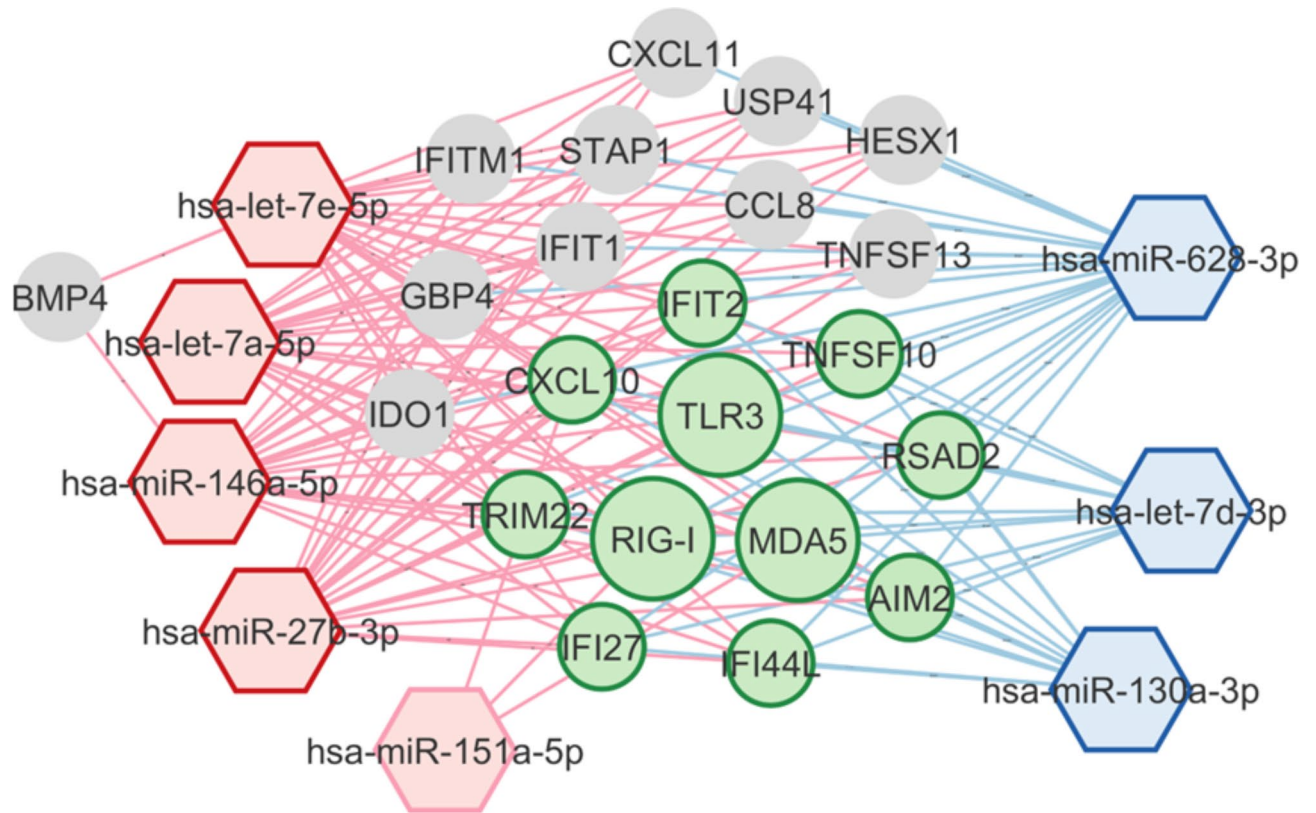 CXCL11
USP41
HESX1
IFITM1
STAP1
hsa-let-7e-5p
CCL8
IFIT1
TNFSF13
hsa-miR-628-3p
BMP4
GBP4
IFIT2
hsa-let-7a-5p
TNFSF10
CXCL10
IDO1
TLR3
RSAD2
hsa-miR-146a-5p
TRIM22
hsa-let-7d-3p
RIG-I
MDA5
AIM2
hsa-miR-27b-3p
IFI27
IFI44L
hsa-miR-130a-3p
hsa-miR-151a-5p